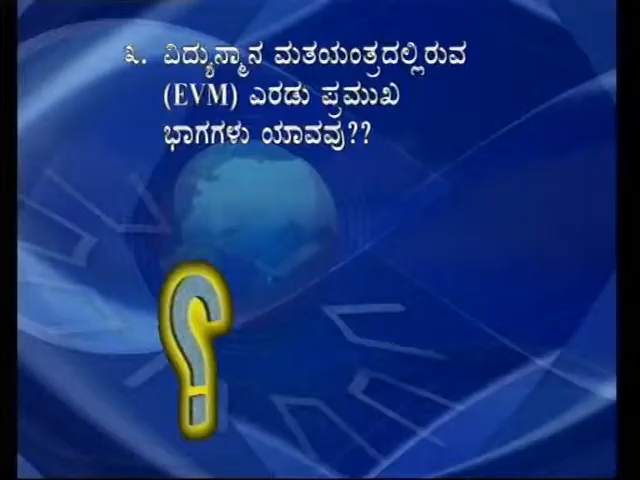 ೩. ವಿದ್ಯುನ್ಮಾನ ಮತಯಂತ್ರದಲ್ಲಿರುವ
(EVM) ಎರಡು ಪ್ರಮುಖ
ಭಾಗಗಳು ಯಾವವು??